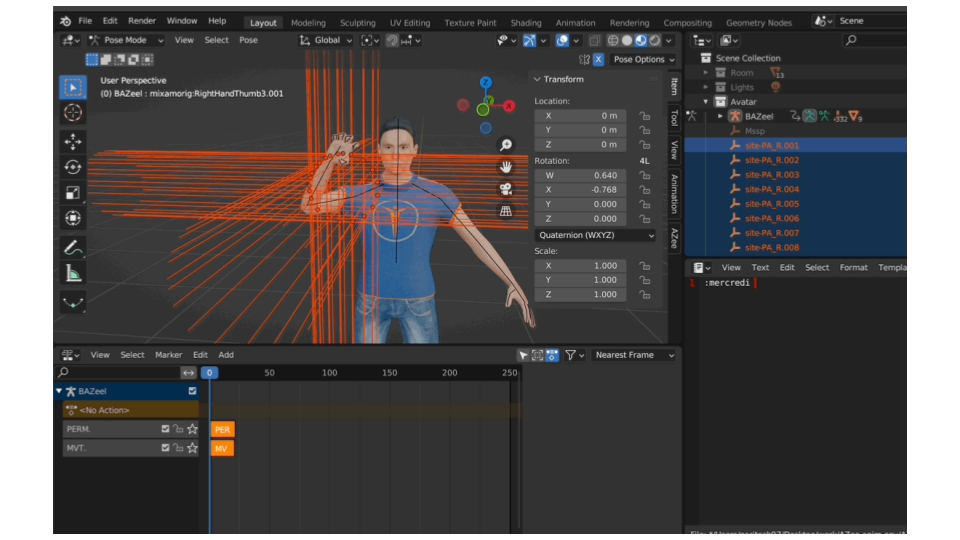 File Edit Render Window Help Layout Modeling Sculpting UV Editing Texture Paint Shading Animation Rendering Compositing Geometry Nodes Scene
Pose Mode View Select Pose Global
Pose Options
User Perspective
(0) BAZeel : mixamorig:RightHandThumb3.001
Z
Y
X
Transform
Location:
X 0 m
Y 0 m
Z 0 m
Rotation: 4L
W 0.640
X -0.768
Y 0.000
Z 0.000
Quaternion (WXYZ)
Scale:
X 1.000
Y 1.000
Z 1.000
Item
Tool
View
Animation
AZee
Scene Collection
Room 13
Lights
Avatar
BAZeel 332 9
Mssp
site-PA_R.001
site-PA_R.002
site-PA_R.003
site-PA_R.004
site-PA_R.005
site-PA_R.006
site-PA_R.007
site-PA_R.008
View Text Edit Select Format Templa
1 :mercredi
View Select Marker Edit Add Nearest Frame
0 50 100 150 200 250
BAZeel
<No Action>
PERM. PER
MVT. MV